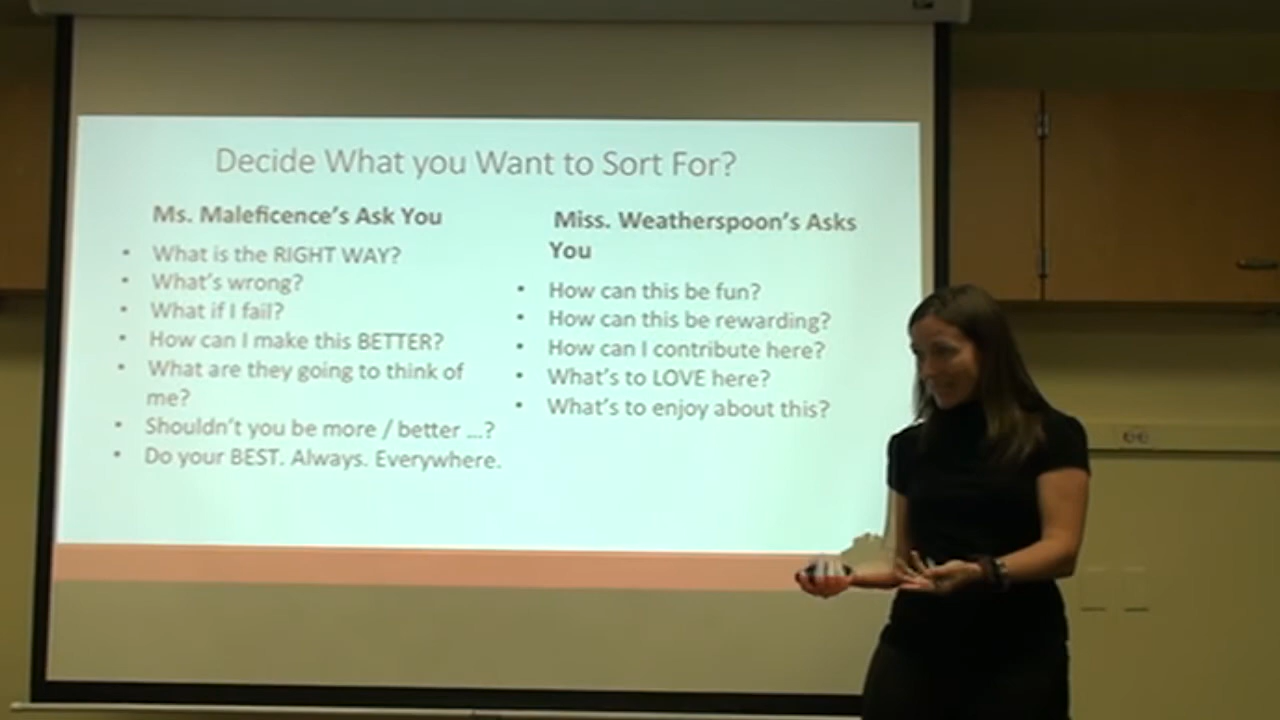 Decide What you Want to Sort For?
Ms. Maleficence's Ask You
• What is the RIGHT WAY?
• What's wrong?
• What if I fail?
• How can I make this BETTER?
• What are they going to think of
me?
• Shouldn't you be more / better ...?
• Do your BEST. Always. Everywhere.
Miss. Weatherspoon's Asks
You
• How can this be fun?
• How can this be rewarding?
• How can I contribute here?
• What's to LOVE here?
• What's to enjoy about this?